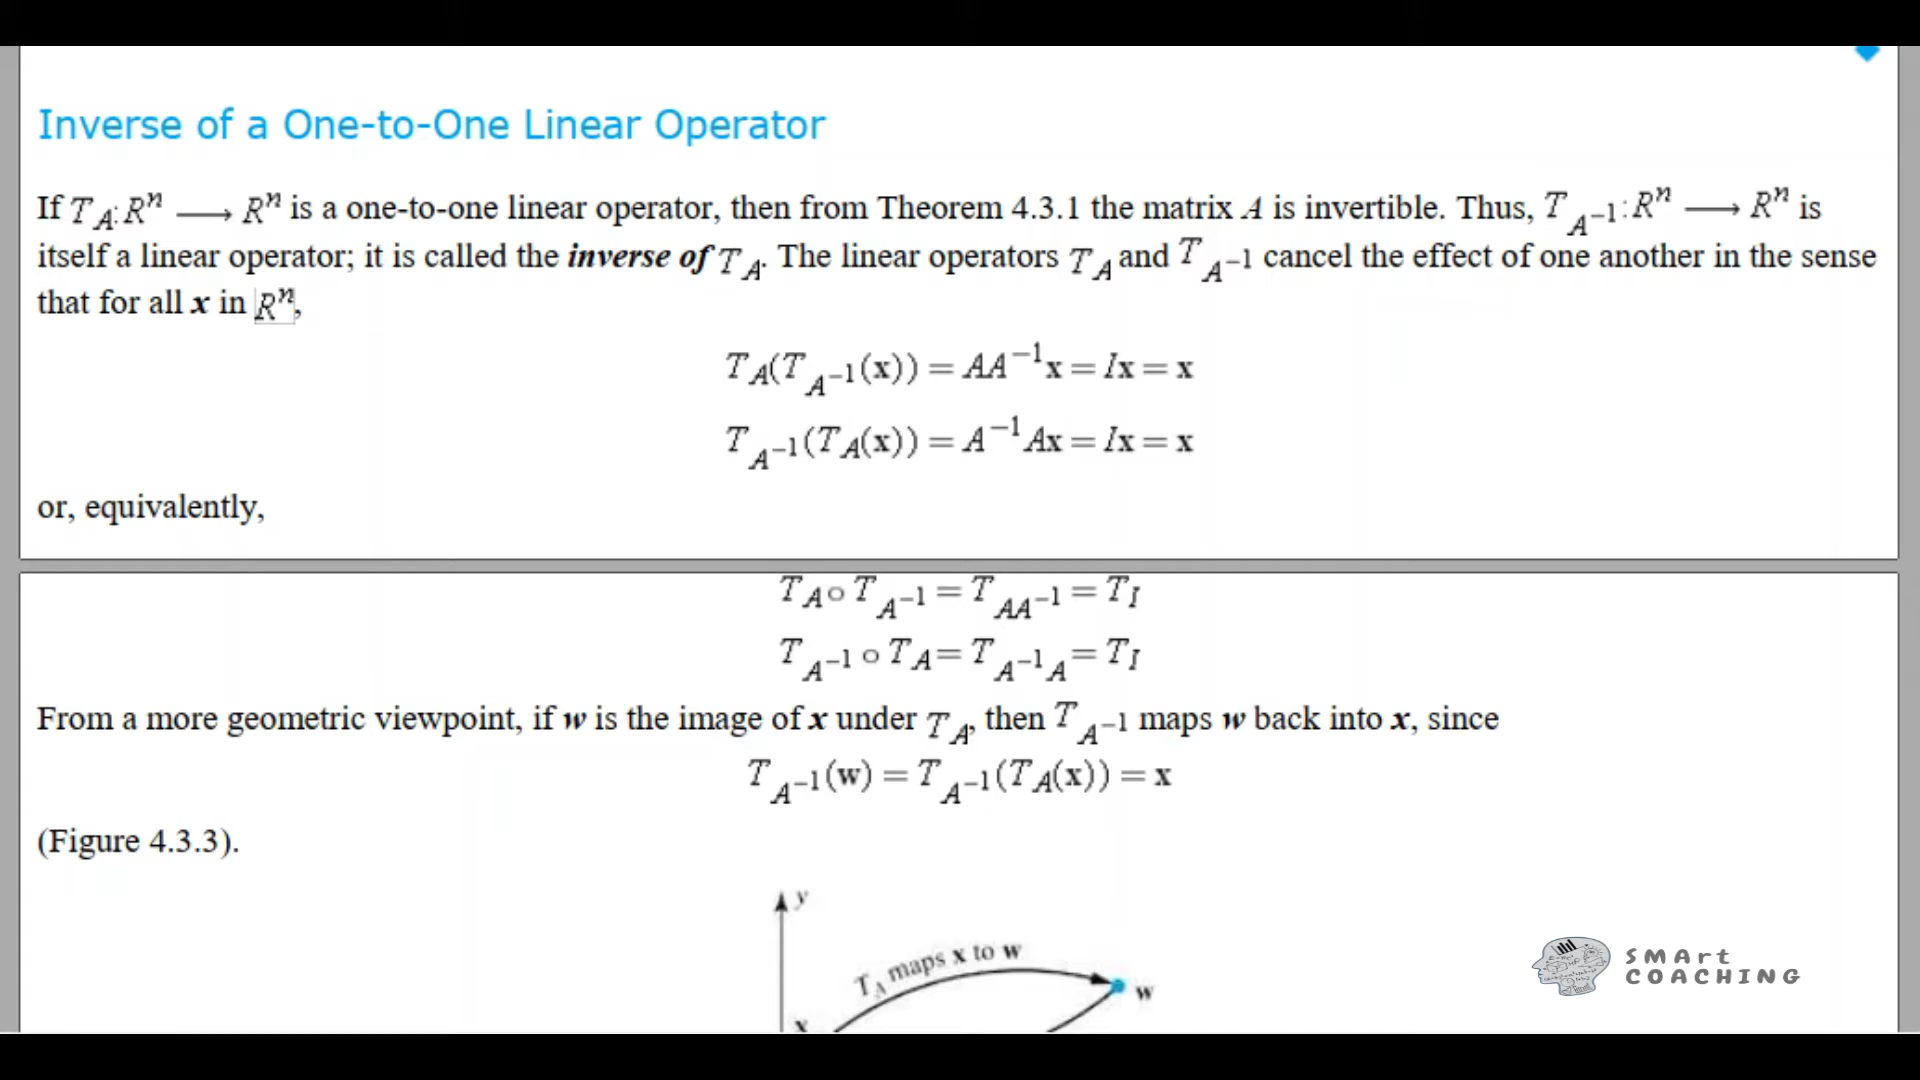 Inverse of a One-to-One Linear Operator
If T_A: Rⁿ ⟶ Rⁿ is a one-to-one linear operator, then from Theorem 4.3.1 the matrix A is invertible. Thus, T_{A⁻¹}: Rⁿ ⟶ Rⁿ is
itself a linear operator; it is called the inverse of T_A. The linear operators T_A and T_{A⁻¹} cancel the effect of one another in the sense
that for all x in Rⁿ,
T_A(T_{A⁻¹}(x)) = AA⁻¹x = Ix = x
T_{A⁻¹}(T_A(x)) = A⁻¹Ax = Ix = x
or, equivalently,
T_A ○ T_{A⁻¹} = T_{AA⁻¹} = T_I
T_{A⁻¹} ○ T_A = T_{A⁻¹A} = T_I
From a more geometric viewpoint, if w is the image of x under T_A, then T_{A⁻¹} maps w back into x, since
T_{A⁻¹}(w) = T_{A⁻¹}(T_A(x)) = x
(Figure 4.3.3).
y
T_A maps x to w
w
x
SMArt
COACHING